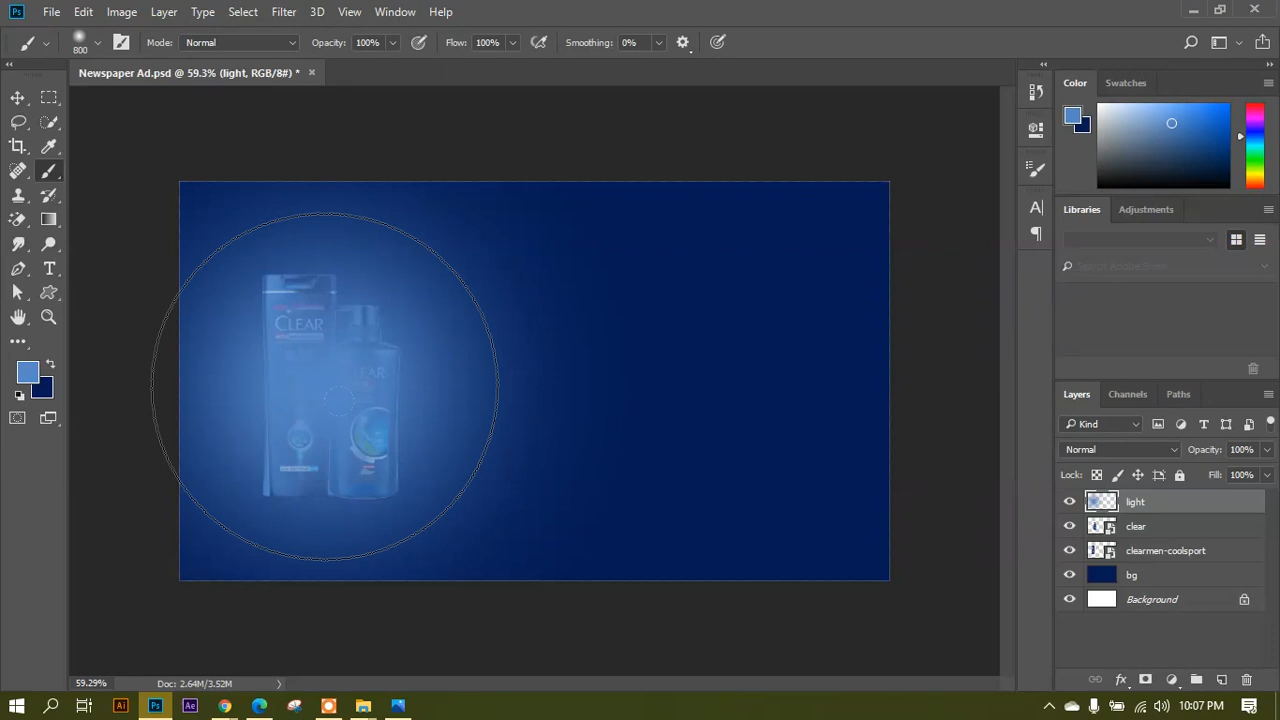 Ps File Edit Image Layer Type Select Filter 3D View Window Help
800 Mode: Normal Opacity: 100% Flow: 100% Smoothing: 0%
Newspaper Ad.psd @ 59.3% (light, RGB/8#) * ×
Color Swatches
Libraries Adjustments
CLEAR
CLEAR
Layers Channels Paths
Kind
Normal Opacity: 100%
Lock: Fill: 100%
light
clear
clearmen-coolsport
bg
Background
59.29% Doc: 2.64M/3.52M
Ai Ps Ae 10:07 PM